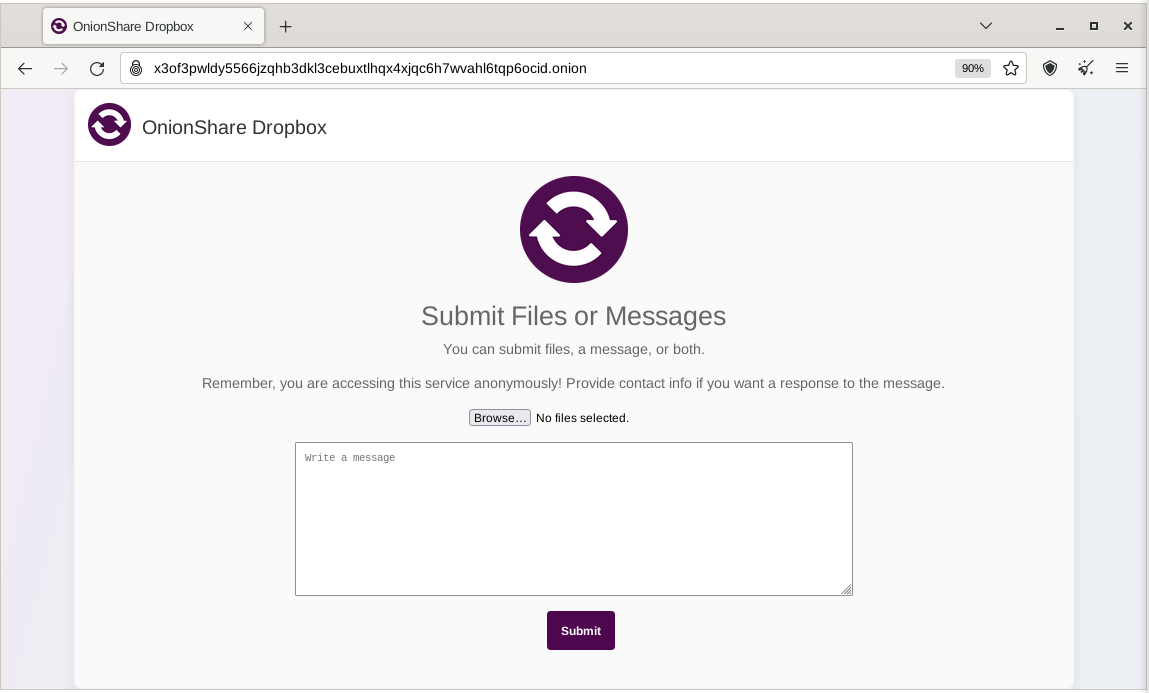 OnionShare Dropbox
x3of3pwldy5566jzqhb3dkl3cebuxtlhqx4xjqc6h7wvahl6tqp6ocid.onion 90%
OnionShare Dropbox
Submit Files or Messages
You can submit files, a message, or both.
Remember, you are accessing this service anonymously! Provide contact info if you want a response to the message.
Browse… No files selected.
Write a message
Submit